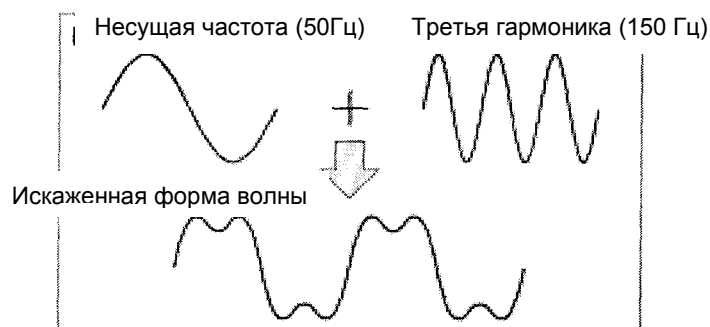 Несущая частота (50Гц)
Третья гармоника (150 Гц)
Искаженная форма волны